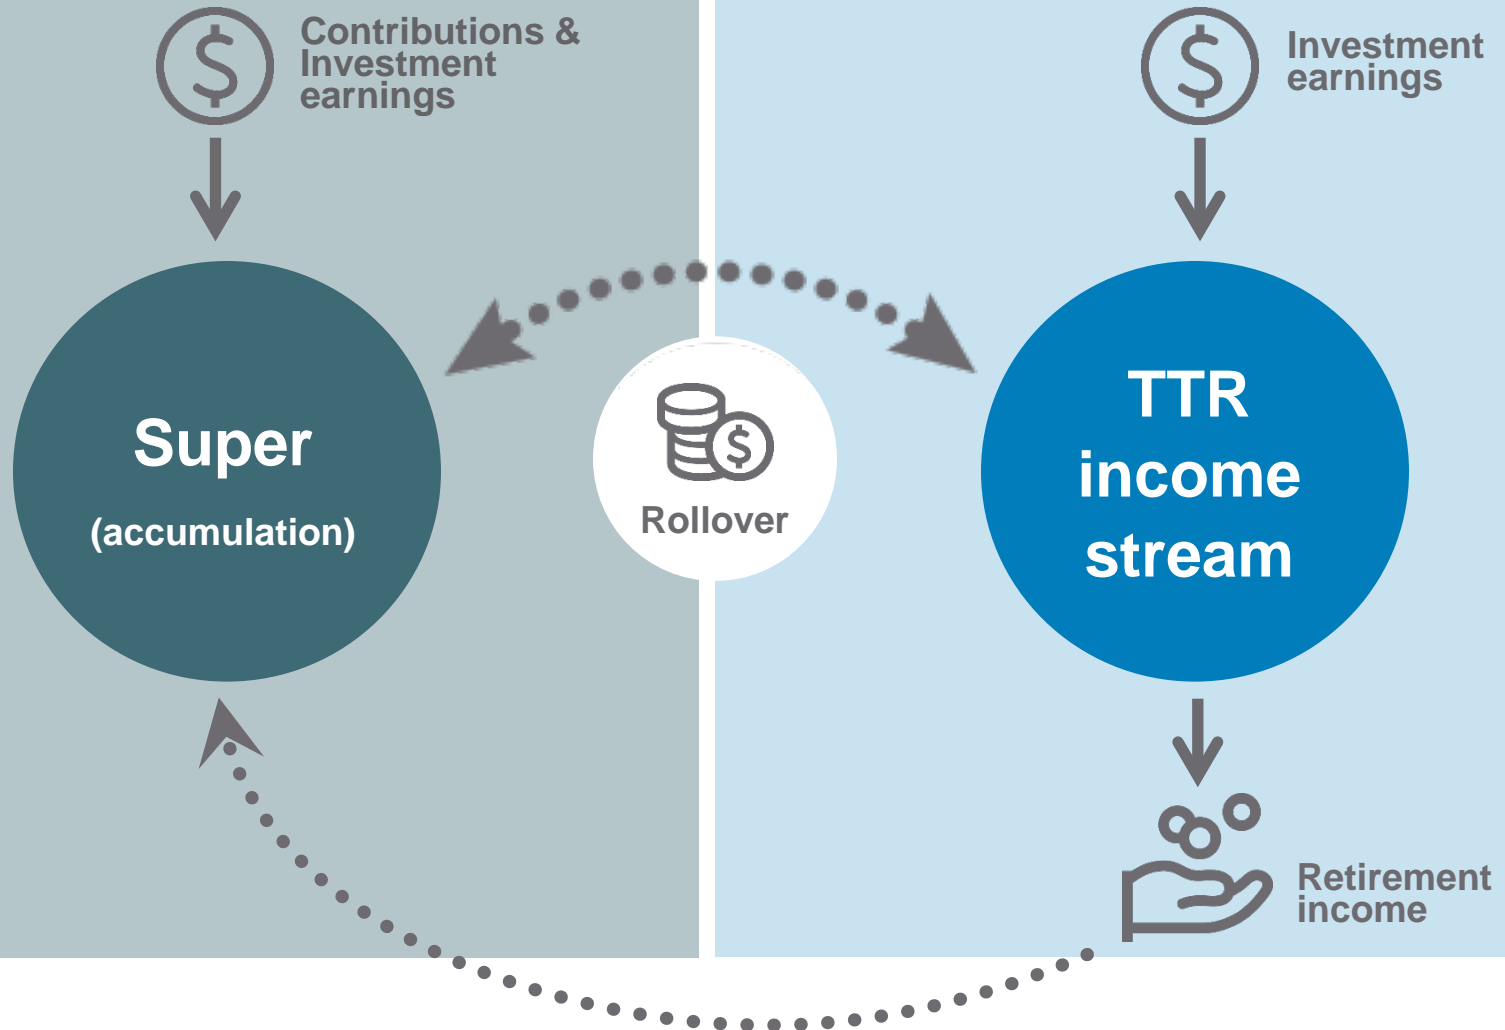 Contributions &
Investment
earnings
Investment
earnings
Super
(accumulation)
Rollover
TTR
income
stream
Retirement
income